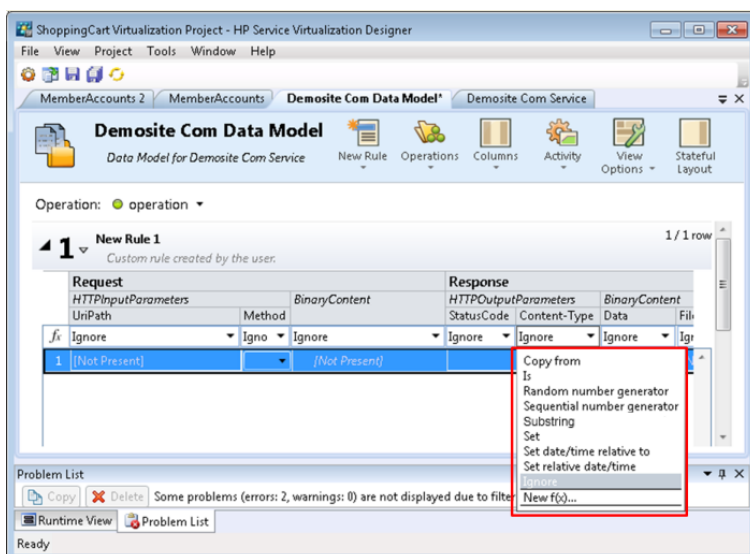 ShoppingCart Virtualization Project - HP Service Virtualization Designer
File View Project Tools Window Help
MemberAccounts 2 MemberAccounts Demosite Com Data Model* Demosite Com Service
Demosite Com Data Model
Data Model for Demosite Com Service
New Rule Operations Columns Activity View Options Stateful Layout
Operation: operation
1 New Rule 1 1 / 1 row
Custom rule created by the user.
Request Response
HTTPInputParameters BinaryContent HTTPOutputParameters BinaryContent
UriPath Method StatusCode Content-Type Data
fx Ignore Igno Ignore Ignore Ignore Ignore
1 [Not Present] [Not Present]
Copy from
Is
Random number generator
Sequential number generator
Substring
Set
Set date/time relative to
Set relative date/time
Ignore
New f(x)...
Problem List
Copy Delete Some problems (errors: 2, warnings: 0) are not displayed due to filter
Runtime View Problem List
Ready